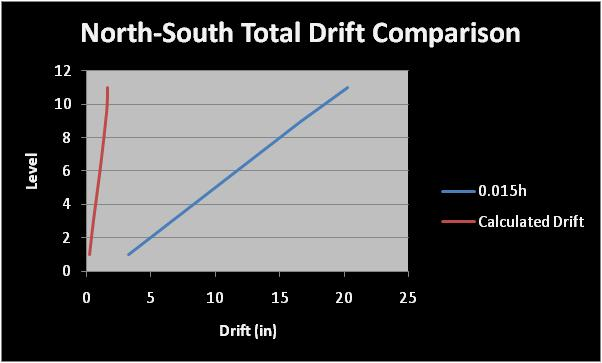 North-South Total Drift Comparison
12
10
8
6
4
2
0
Level
0 5 10 15 20 25
Drift (in)
0.015h
Calculated Drift